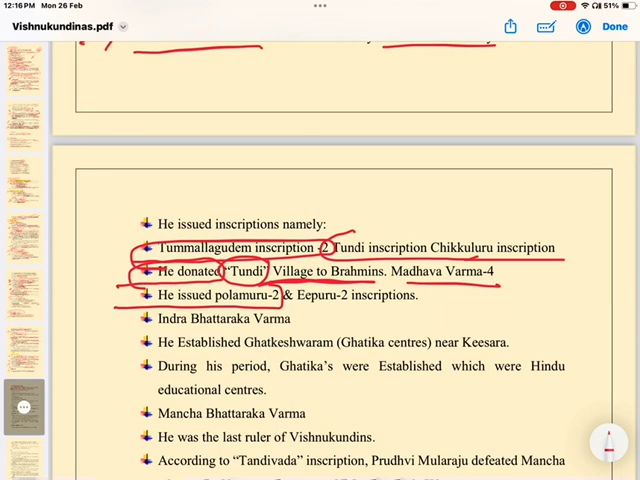 12:16 PM Mon 26 Feb
51%
Vishnukundinas.pdf
Done
He issued inscriptions namely:
Tummallagudem inscription -2 Tundi inscription Chikkuluru inscription
He donated "Tundi" Village to Brahmins. Madhava Varma-4
He issued polamuru-2 & Eepuru-2 inscriptions.
Indra Bhattaraka Varma
He Established Ghatkeshwaram (Ghatika centres) near Keesara.
During his period, Ghatika's were Established which were Hindu
educational centres.
Mancha Bhattaraka Varma
He was the last ruler of Vishnukundins.
According to "Tandivada" inscription, Prudhvi Mularaju defeated Mancha